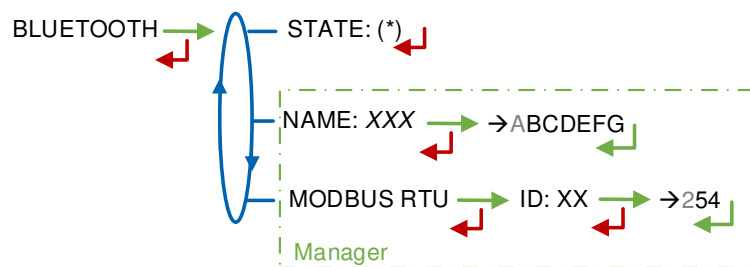 BLUETOOTH STATE: (*)
NAME: XXX →ABCDEFG
MODBUS RTU ID: XX →254
Manager